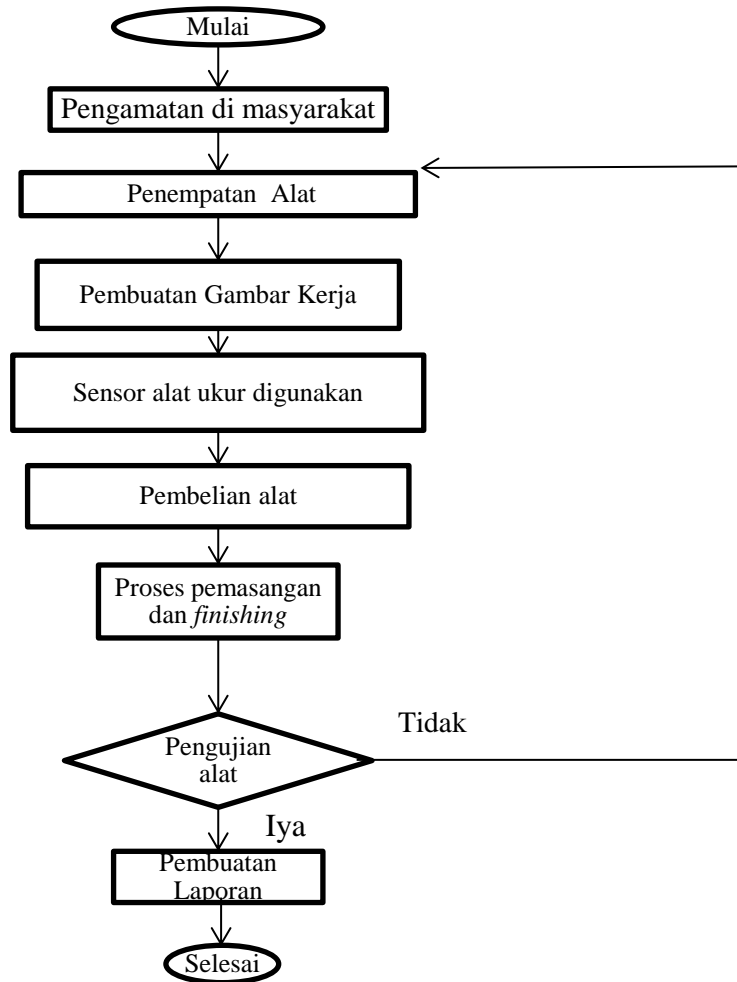 Mulai
Pengamatan di masyarakat
Penempatan Alat
Pembuatan Gambar Kerja
Sensor alat ukur digunakan
Pembelian alat
Proses pemasangan
dan finishing
Tidak
Pengujian
alat
Iya
Pembuatan
Laporan
Selesai